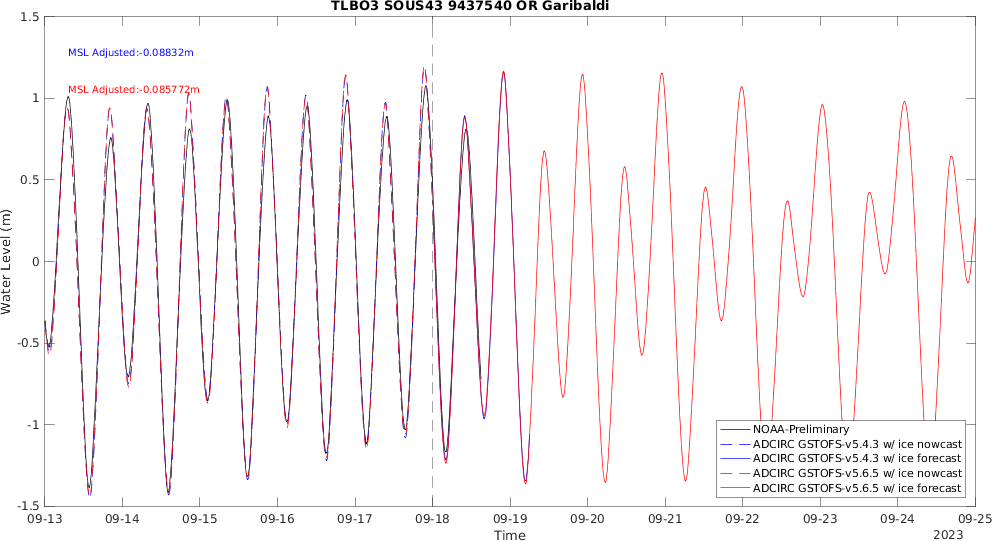 TLBO3 SOUS43 9437540 OR Garibaldi
MSL Adjusted:-0.08832m
MSL Adjusted:-0.085772m
Water Level (m)
1.5
1
0.5
0
-0.5
-1
-1.5
NOAA-Preliminary
ADCIRC GSTOFS-v5.4.3 w/ ice nowcast
ADCIRC GSTOFS-v5.4.3 w/ ice forecast
ADCIRC GSTOFS-v5.6.5 w/ ice nowcast
ADCIRC GSTOFS-v5.6.5 w/ ice forecast
09-13 09-14 09-15 09-16 09-17 09-18 09-19 09-20 09-21 09-22 09-23 09-24 09-25
Time
2023